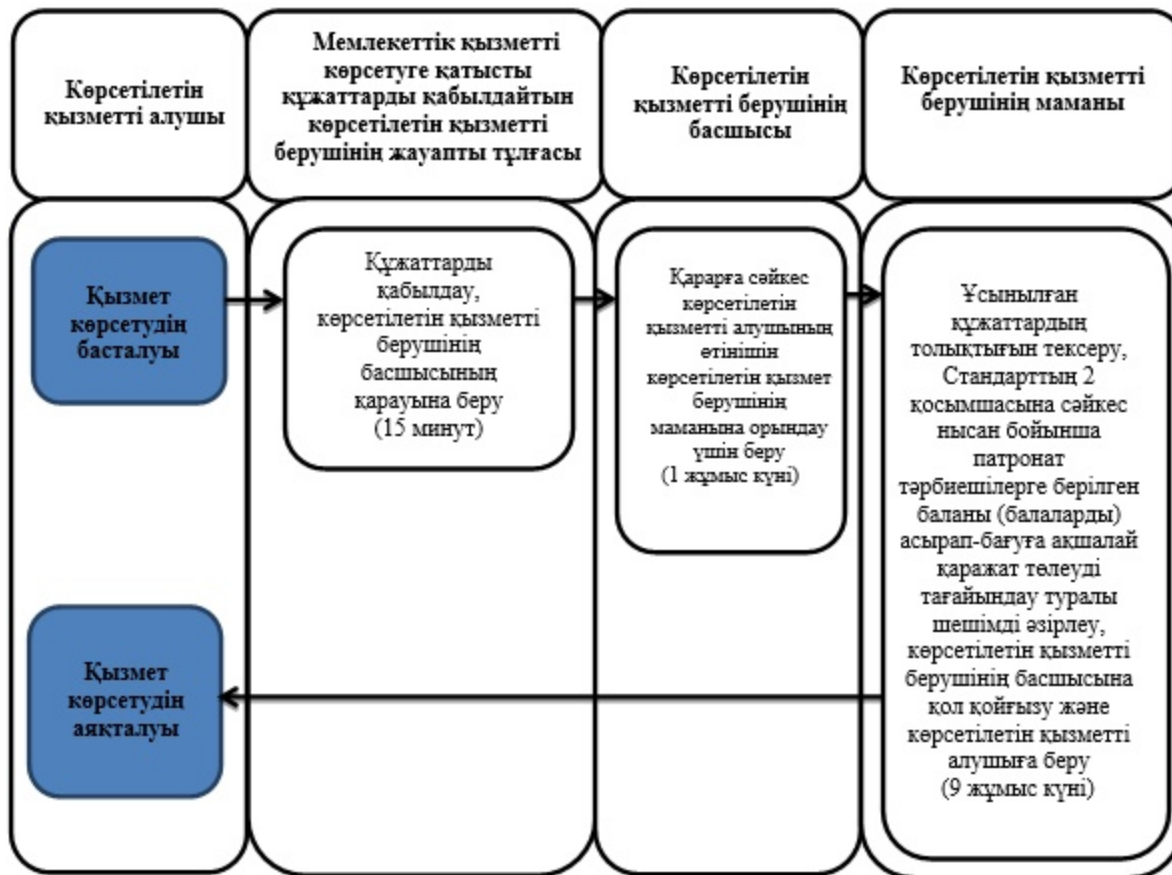 Көрсетілетін
қызметті алушы
Мемлекеттік қызметті
көрсетуге қатысты
құжаттарды қабылдайтын
көрсетілетін қызметті
берушінің жауапты тұлғасы
Көрсетілетін
қызметті берушінің
басшысы
Көрсетілетін қызметті
берушінің маманы
Қызмет
көрсетудің
басталуы
Құжаттарды
қабылдау,
көрсетілетін қызметті
берушінің
басшысының
қарауына беру
(15 минут)
Қарарға сәйкес
көрсетілетін
қызметті алушының
өтінішін
көрсетілетін қызмет
берушінің
маманына орындау
үшін беру
(1 жұмыс күні)
Ұсынылған
құжаттардың
толықтығын тексеру,
Стандарттың 2
қосымшасына сәйкес
нысан бойынша
патронат
тәрбиешілерге берілген
баланы (балаларды)
асырап-бағуға ақшалай
қаражат төлеуді
тағайындау туралы
шешімді әзірлеу,
көрсетілетін қызметті
берушінің басшысына
қол қойғызу және
көрсетілетін қызметті
алушыға беру
(9 жұмыс күні)
Қызмет
көрсетудің
аяқталуы